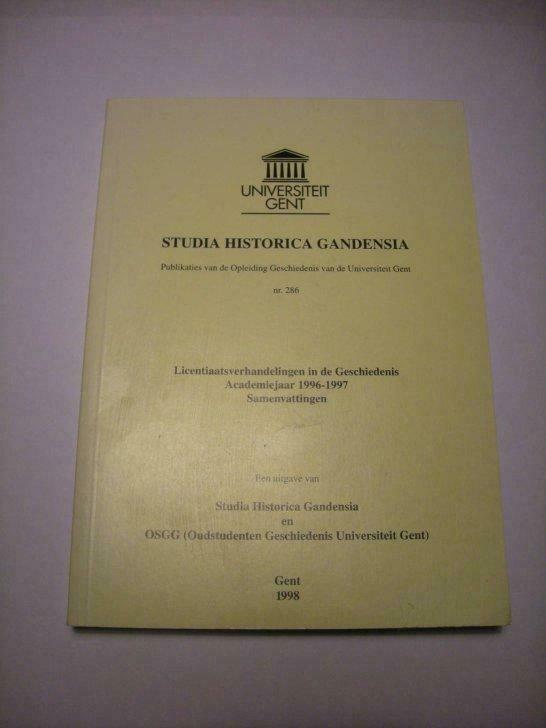 UNIVERSITEIT
GENT
STUDIA HISTORICA GANDENSIA
Publikaties van de Opleiding Geschiedenis van de Universiteit Gent
nr. 286
Licentiaatsverhandelingen in de Geschiedenis
Academiejaar 1996-1997
Samenvattingen
Een uitgave van
Studia Historica Gandensia
en
OSGG (Oudstudenten Geschiedenis Universiteit Gent)
Gent
1998